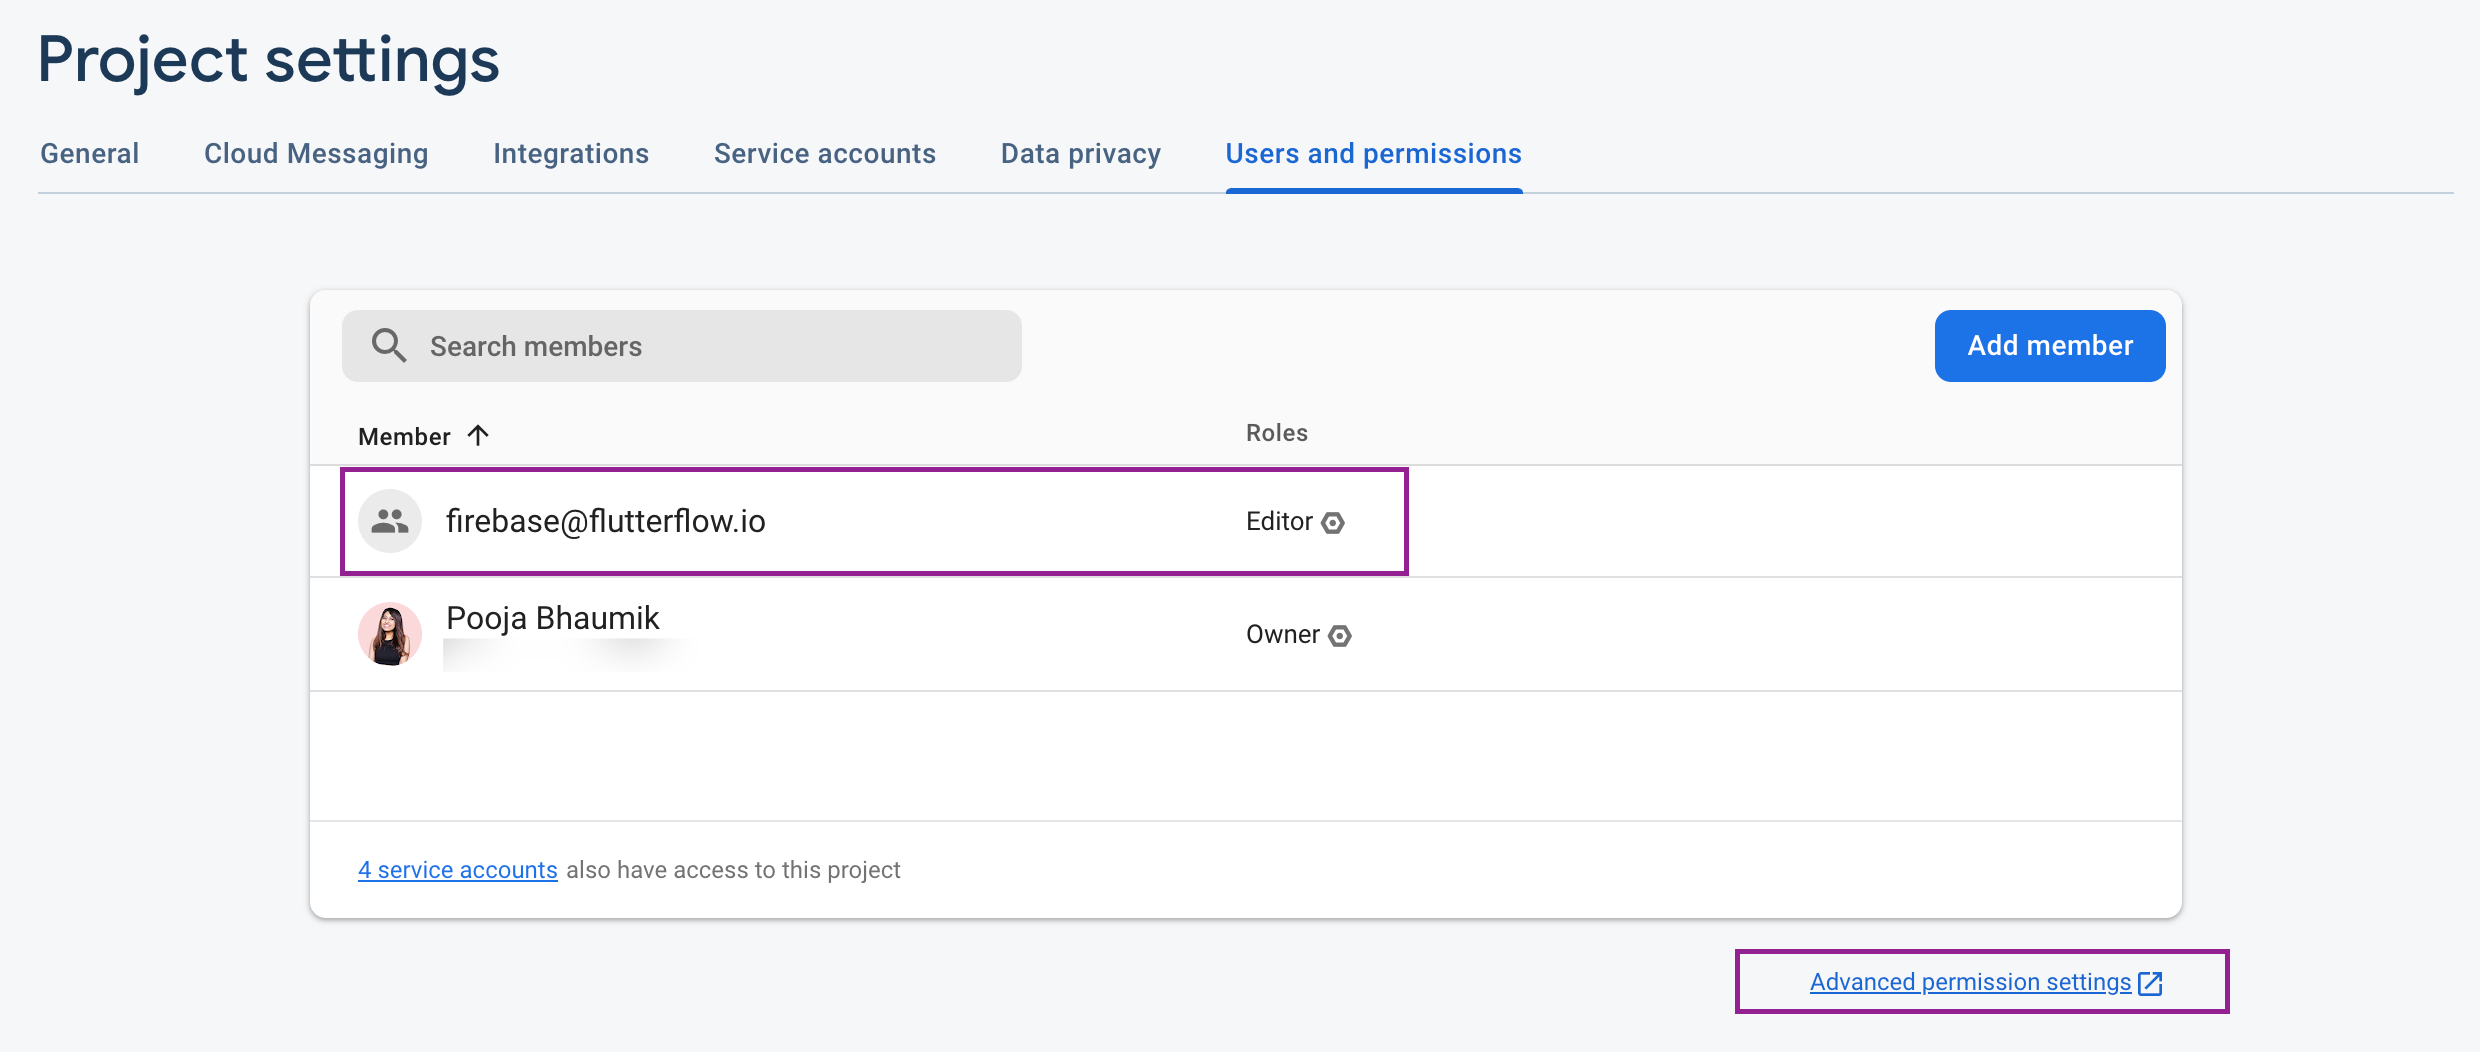 Project settings
General Cloud Messaging Integrations Service accounts Data privacy Users and permissions
Search members Add member
Member Roles
firebase@flutterflow.io Editor
Pooja Bhaumik
Owner
4 service accounts also have access to this project
Advanced permission settings